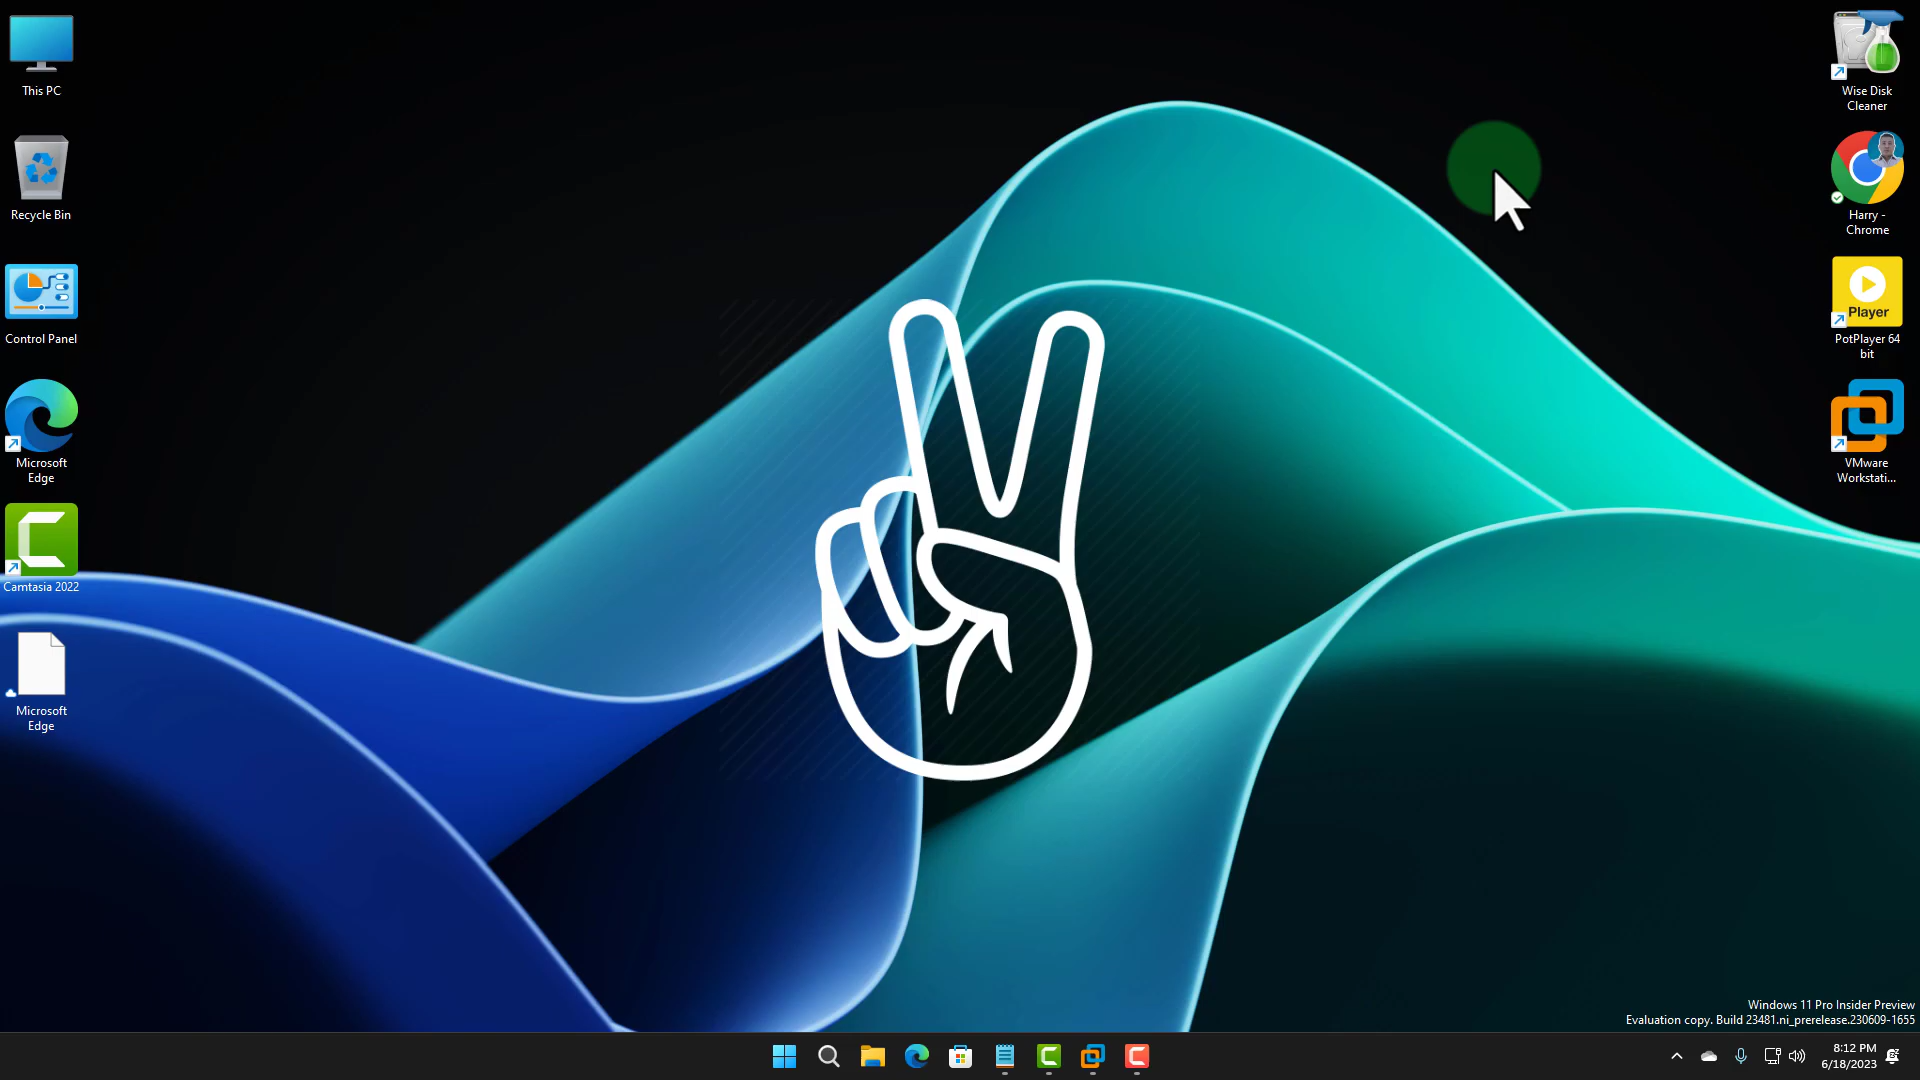 This PC
Recycle Bin
Control Panel
Microsoft
Edge
Camtasia 2022
Microsoft
Edge
Wise Disk
Cleaner
Harry -
Chrome
Player
PotPlayer 64
bit
VMware
Workstati...
Windows 11 Pro Insider Preview
Evaluation copy. Build 23481.ni_prerelease.230609-1655
8:12 PM
6/18/2023